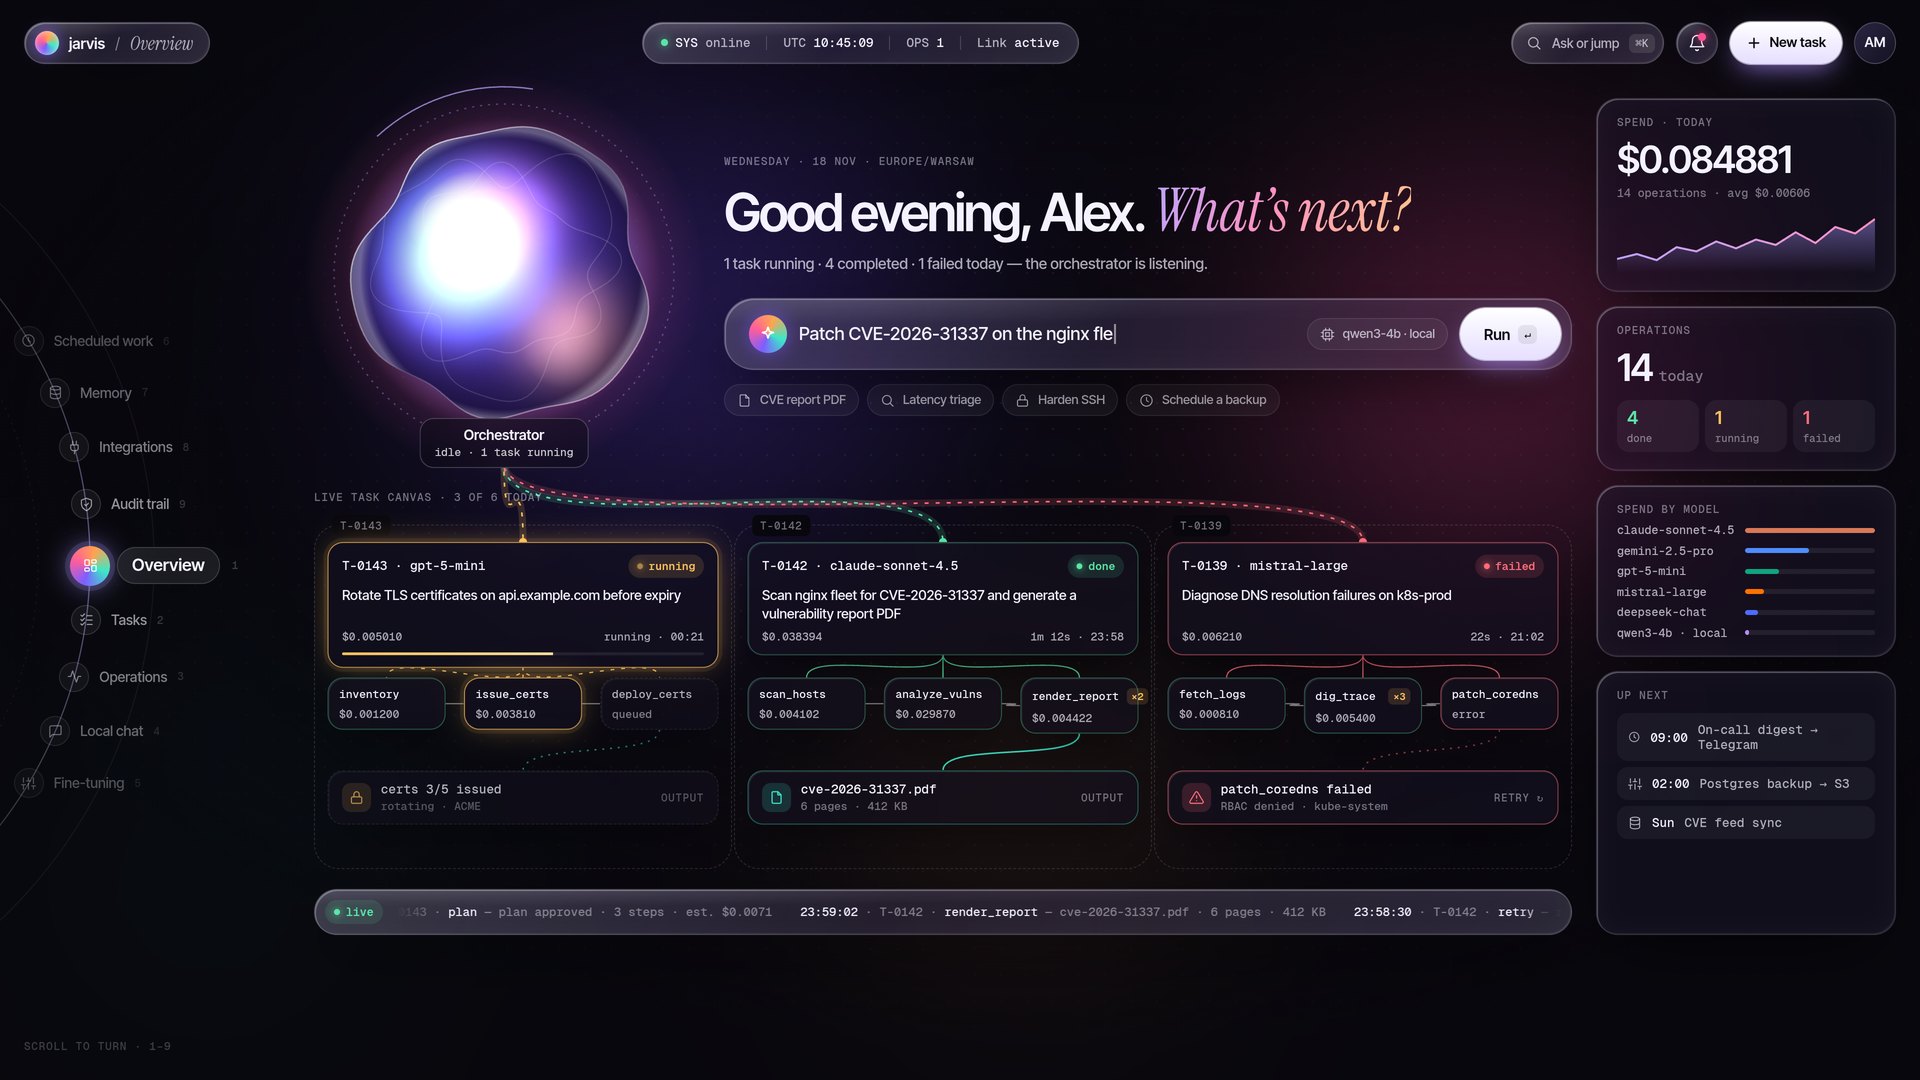 jarvis / Overview
SYS online UTC 10:45:09 OPS 1 Link active
Ask or jump ⌘K
New task
AM
Scheduled work 6
Memory 7
Integrations 8
Audit trail 9
Overview 1
Tasks 2
Operations 3
Local chat 4
Fine-tuning 5
SCROLL TO TURN · 1–9
Orchestrator
idle · 1 task running
WEDNESDAY · 18 NOV · EUROPE/WARSAW
Good evening, Alex. What's next?
1 task running · 4 completed · 1 failed today — the orchestrator is listening.
Patch CVE-2026-31337 on the nginx fle
qwen3-4b · local
Run ↵
CVE report PDF
Latency triage
Harden SSH
Schedule a backup
LIVE TASK CANVAS · 3 OF 6 TODAY
T-0143
T-0143 · gpt-5-mini running
Rotate TLS certificates on api.example.com before expiry
$0.005010 running · 00:21
inventory
$0.001200
issue_certs
$0.003810
deploy_certs
queued
certs 3/5 issued
rotating · ACME
OUTPUT
T-0142
T-0142 · claude-sonnet-4.5 done
Scan nginx fleet for CVE-2026-31337 and generate a
vulnerability report PDF
$0.038394 1m 12s · 23:58
scan_hosts
$0.004102
analyze_vulns
$0.029870
render_report ×2
$0.004422
cve-2026-31337.pdf
6 pages · 412 KB
OUTPUT
T-0139
T-0139 · mistral-large failed
Diagnose DNS resolution failures on k8s-prod
$0.006210 22s · 21:02
fetch_logs
$0.000810
dig_trace ×3
$0.005400
patch_coredns
error
patch_coredns failed
RBAC denied · kube-system
RETRY ↻
live 0143 · plan — plan approved · 3 steps · est. $0.0071 23:59:02 · T-0142 · render_report — cve-2026-31337.pdf · 6 pages · 412 KB 23:58:30 · T-0142 · retry —
SPEND · TODAY
$0.084881
14 operations · avg $0.00606
OPERATIONS
14 today
4 done
1 running
1 failed
SPEND BY MODEL
claude-sonnet-4.5
gemini-2.5-pro
gpt-5-mini
mistral-large
deepseek-chat
qwen3-4b · local
UP NEXT
09:00 On-call digest →
Telegram
02:00 Postgres backup → S3
Sun CVE feed sync